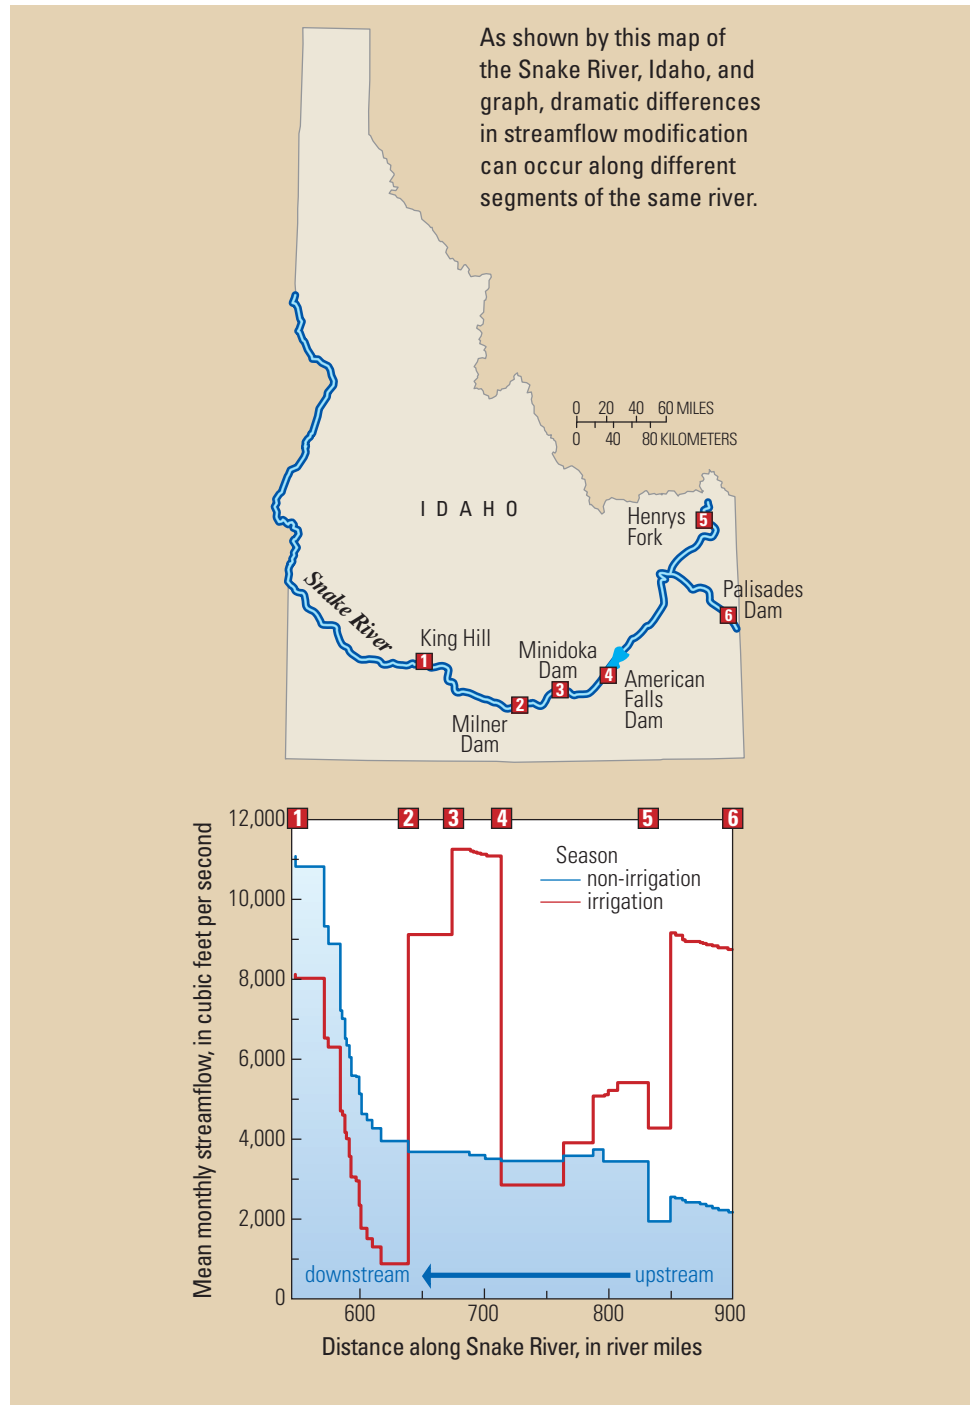 As shown by this map of
the Snake River, Idaho, and
graph, dramatic differences
in streamflow modification
can occur along different
segments of the same river.
0 20 40 60 MILES
0 40 80 KILOMETERS
I D A H O
Henrys
Fork
5
Palisades
Dam
6
Snake River
King Hill
1
Minidoka
Dam
3
4
American
Falls
Dam
2
Milner
Dam
1 2 3 4 5 6
12,000
10,000
8,000
6,000
4,000
2,000
0
Mean monthly streamflow, in cubic feet per second
Season
non-irrigation
irrigation
downstream
upstream
600 700 800 900
Distance along Snake River, in river miles